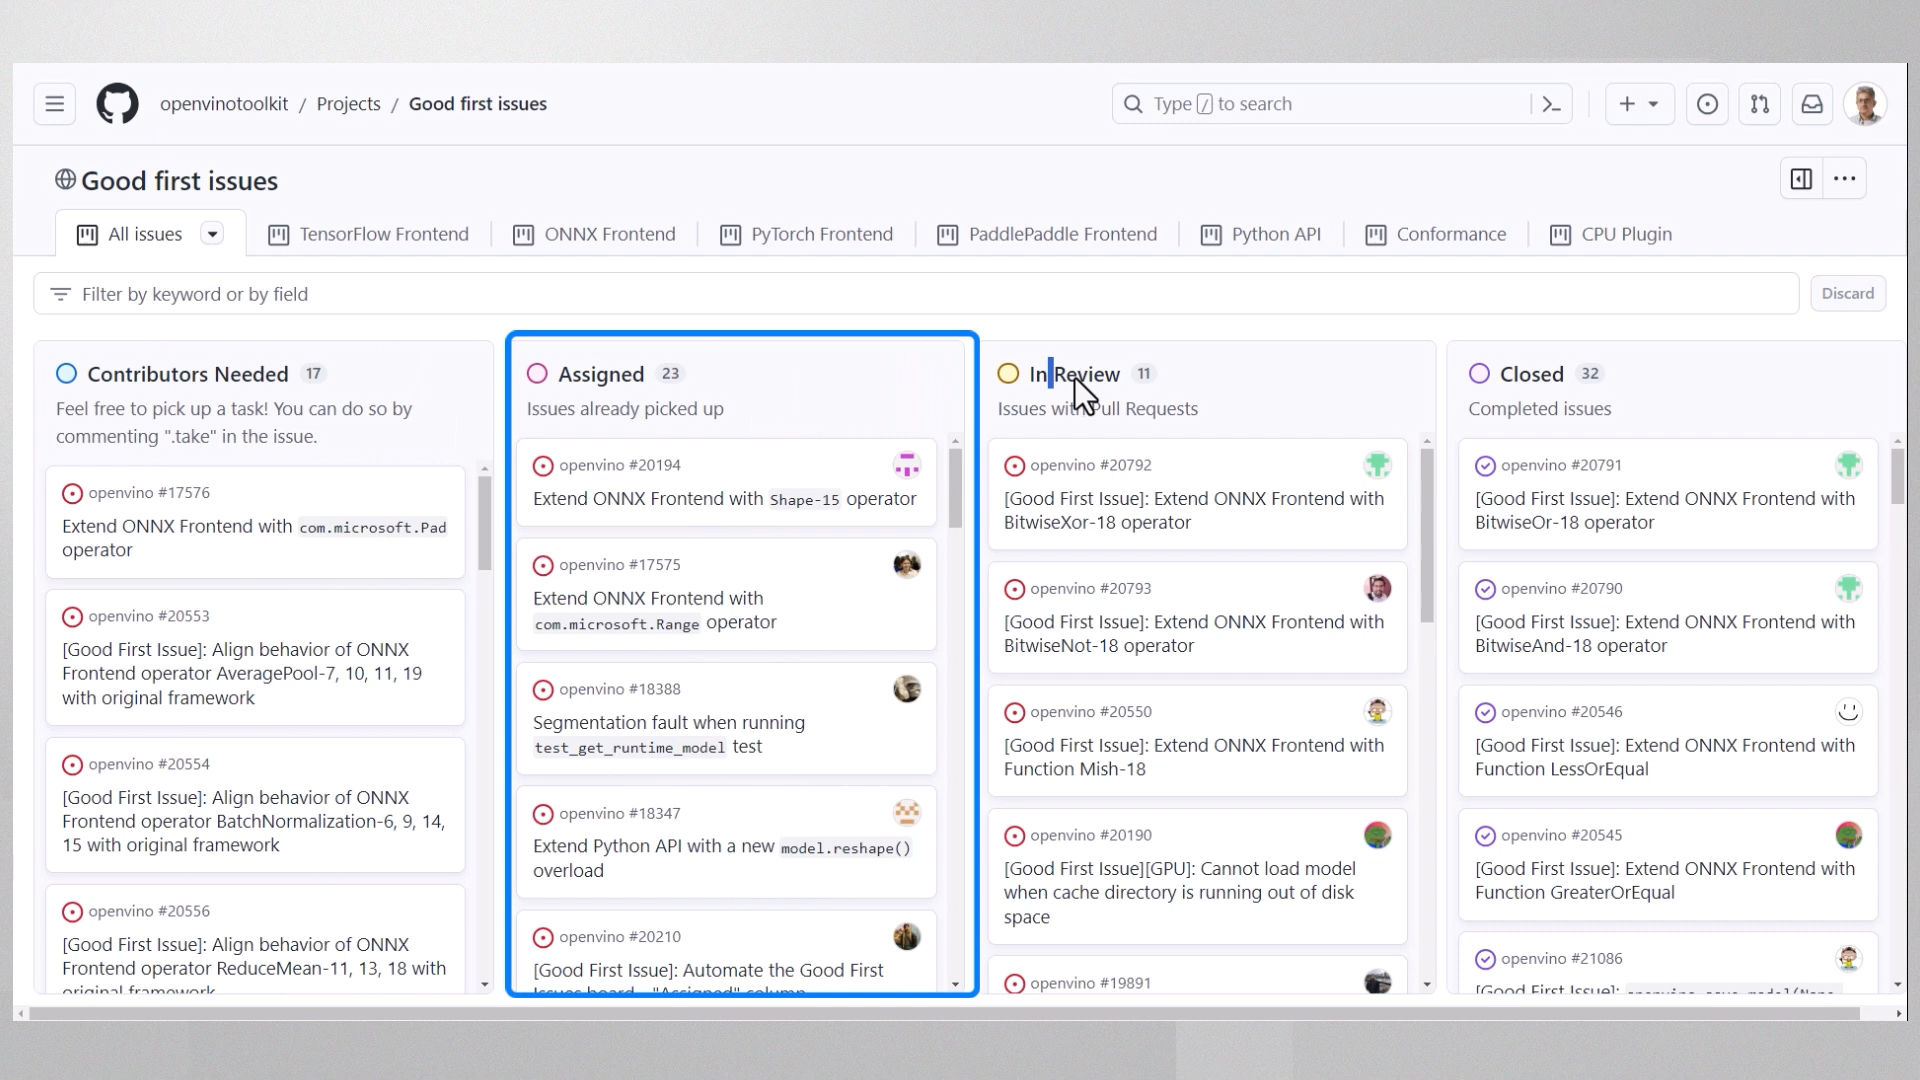 openvinotoolkit / Projects / Good first issues
Type / to search
Good first issues
All issues
TensorFlow Frontend
ONNX Frontend
PyTorch Frontend
PaddlePaddle Frontend
Python API
Conformance
CPU Plugin
Filter by keyword or by field
Discard
Contributors Needed 17
Feel free to pick up a task! You can do so by
commenting ".take" in the issue.
openvino #17576
Extend ONNX Frontend with com.microsoft.Pad
operator
openvino #20553
[Good First Issue]: Align behavior of ONNX
Frontend operator AveragePool-7, 10, 11, 19
with original framework
openvino #20554
[Good First Issue]: Align behavior of ONNX
Frontend operator BatchNormalization-6, 9, 14,
15 with original framework
openvino #20556
[Good First Issue]: Align behavior of ONNX
Frontend operator ReduceMean-11, 13, 18 with
original framework
Assigned 23
Issues already picked up
openvino #20194
Extend ONNX Frontend with Shape-15 operator
openvino #17575
Extend ONNX Frontend with
com.microsoft.Range operator
openvino #18388
Segmentation fault when running
test_get_runtime_model test
openvino #18347
Extend Python API with a new model.reshape()
overload
openvino #20210
[Good First Issue]: Automate the Good First
Issues board - "Assigned" column
In Review 11
Issues with Pull Requests
openvino #20792
[Good First Issue]: Extend ONNX Frontend with
BitwiseXor-18 operator
openvino #20793
[Good First Issue]: Extend ONNX Frontend with
BitwiseNot-18 operator
openvino #20550
[Good First Issue]: Extend ONNX Frontend with
Function Mish-18
openvino #20190
[Good First Issue][GPU]: Cannot load model
when cache directory is running out of disk
space
openvino #19891
Closed 32
Completed issues
openvino #20791
[Good First Issue]: Extend ONNX Frontend with
BitwiseOr-18 operator
openvino #20790
[Good First Issue]: Extend ONNX Frontend with
BitwiseAnd-18 operator
openvino #20546
[Good First Issue]: Extend ONNX Frontend with
Function LessOrEqual
openvino #20545
[Good First Issue]: Extend ONNX Frontend with
Function GreaterOrEqual
openvino #21086
[Good First Issue]: openvino.save_model(None,